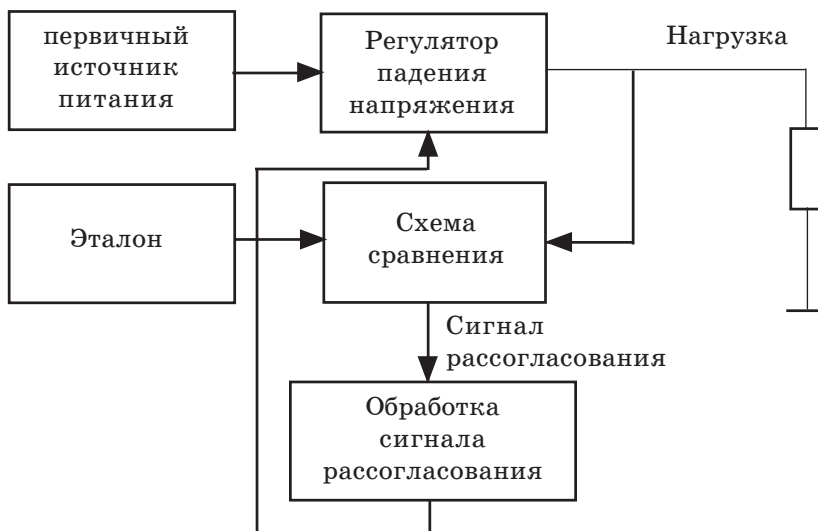 первичный
источник
питания
Регулятор
падения
напряжения
Нагрузка
Эталон
Схема
сравнения
Сигнал
рассогласования
Обработка
сигнала
рассогласования